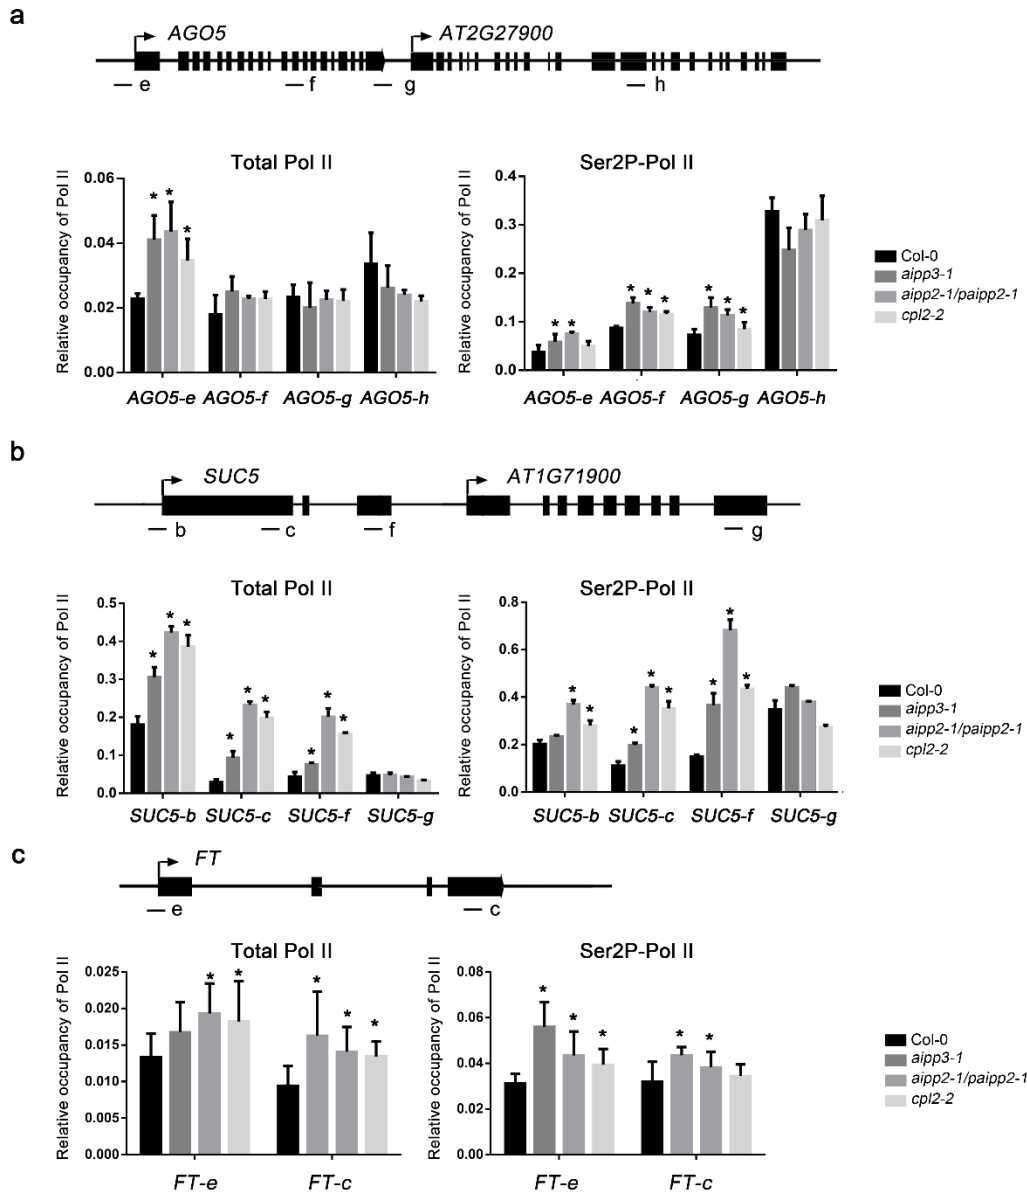 a
AGO5 AT2G27900
e f g h
Total Pol II
Relative occupancy of Pol II
0.06
0.04
0.02
0.00
* * *
AGO5-e AGO5-f AGO5-g AGO5-h
Ser2P-Pol II
Relative occupancy of Pol II
0.4
0.3
0.2
0.1
0.0
* * * * * * * *
AGO5-e AGO5-f AGO5-g AGO5-h
Col-0
aipp3-1
aipp2-1/paipp2-1
cpl2-2
b
SUC5 AT1G71900
b c f g
Total Pol II
Relative occupancy of Pol II
0.5
0.4
0.3
0.2
0.1
0.0
* * * * * * * * *
SUC5-b SUC5-c SUC5-f SUC5-g
Ser2P-Pol II
Relative occupancy of Pol II
0.8
0.6
0.4
0.2
0.0
* * * * * * * *
SUC5-b SUC5-c SUC5-f SUC5-g
Col-0
aipp3-1
aipp2-1/paipp2-1
cpl2-2
c
FT
e c
Total Pol II
Relative occupancy of Pol II
0.025
0.020
0.015
0.010
0.005
0.000
* * * * *
FT-e FT-c
Ser2P-Pol II
Relative occupancy of Pol II
0.08
0.06
0.04
0.02
0.00
* * * * *
FT-e FT-c
Col-0
aipp3-1
aipp2-1/paipp2-1
cpl2-2